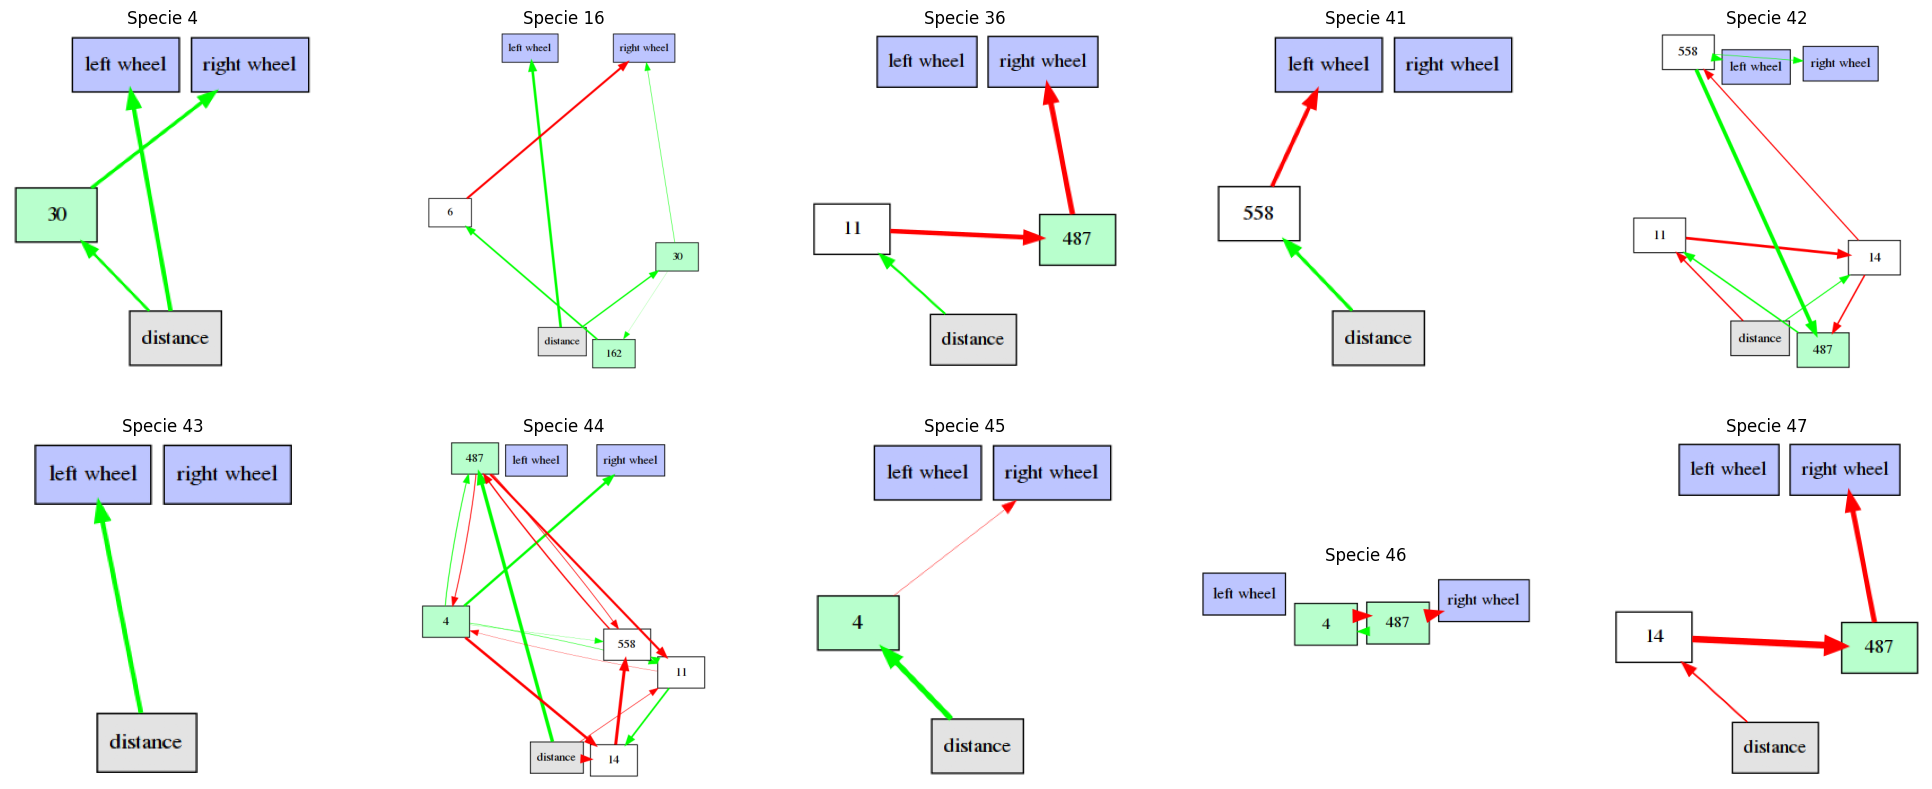 Specie 4
left wheel
right wheel
30
distance
Specie 16
left wheel
right wheel
6
30
distance
162
Specie 36
left wheel
right wheel
11
487
distance
Specie 41
left wheel
right wheel
558
distance
Specie 42
558
left wheel
right wheel
11
14
distance
487
Specie 43
left wheel
right wheel
distance
Specie 44
487
left wheel
right wheel
4
558
11
distance
14
Specie 45
left wheel
right wheel
4
distance
Specie 46
left wheel
4
487
right wheel
Specie 47
left wheel
right wheel
14
487
distance